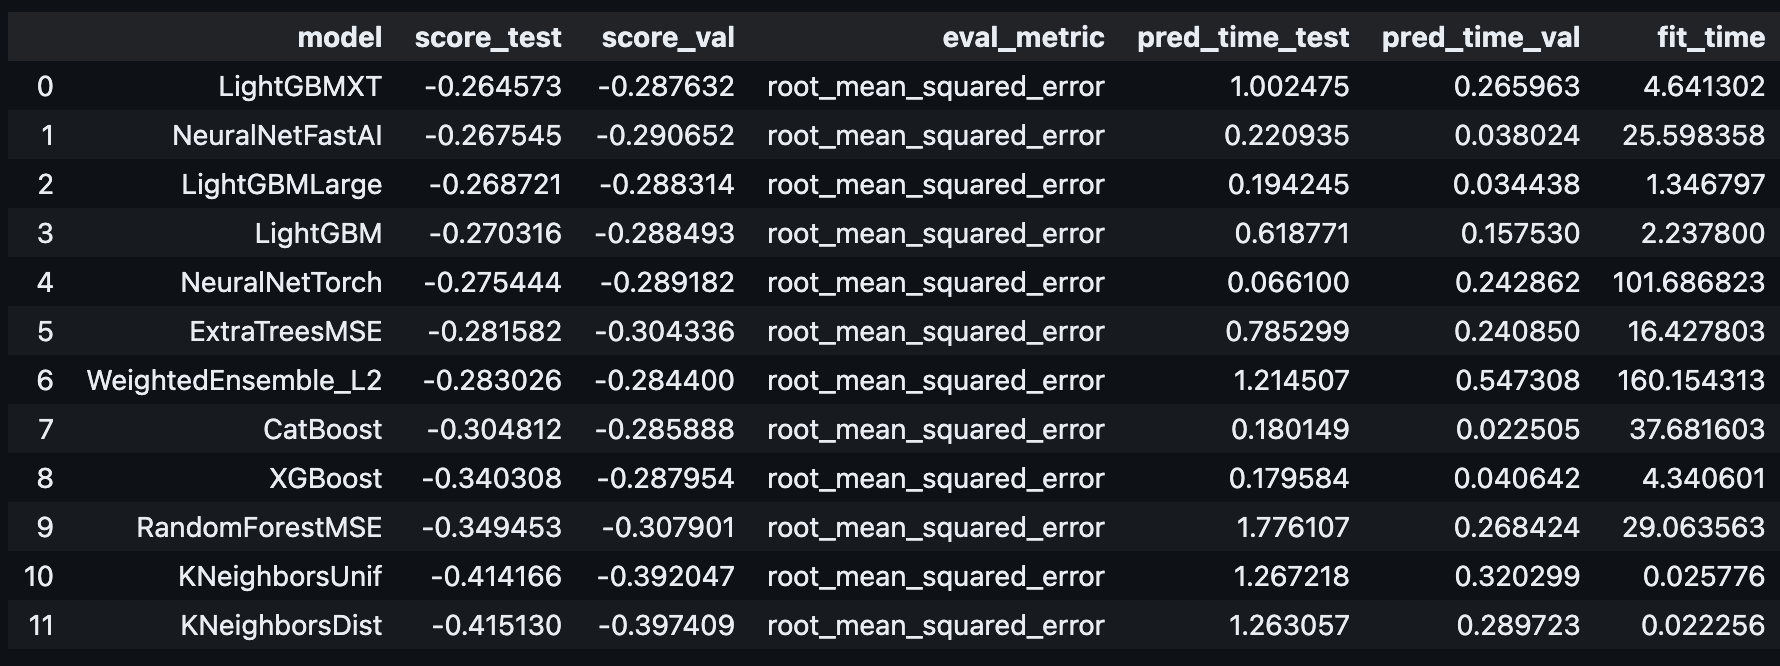 model score_test score_val eval_metric pred_time_test pred_time_val fit_time
0 LightGBMXT -0.264573 -0.287632 root_mean_squared_error 1.002475 0.265963 4.641302
1 NeuralNetFastAI -0.267545 -0.290652 root_mean_squared_error 0.220935 0.038024 25.598358
2 LightGBMLarge -0.268721 -0.288314 root_mean_squared_error 0.194245 0.034438 1.346797
3 LightGBM -0.270316 -0.288493 root_mean_squared_error 0.618771 0.157530 2.237800
4 NeuralNetTorch -0.275444 -0.289182 root_mean_squared_error 0.066100 0.242862 101.686823
5 ExtraTreesMSE -0.281582 -0.304336 root_mean_squared_error 0.785299 0.240850 16.427803
6 WeightedEnsemble_L2 -0.283026 -0.284400 root_mean_squared_error 1.214507 0.547308 160.154313
7 CatBoost -0.304812 -0.285888 root_mean_squared_error 0.180149 0.022505 37.681603
8 XGBoost -0.340308 -0.287954 root_mean_squared_error 0.179584 0.040642 4.340601
9 RandomForestMSE -0.349453 -0.307901 root_mean_squared_error 1.776107 0.268424 29.063563
10 KNeighborsUnif -0.414166 -0.392047 root_mean_squared_error 1.267218 0.320299 0.025776
11 KNeighborsDist -0.415130 -0.397409 root_mean_squared_error 1.263057 0.289723 0.022256